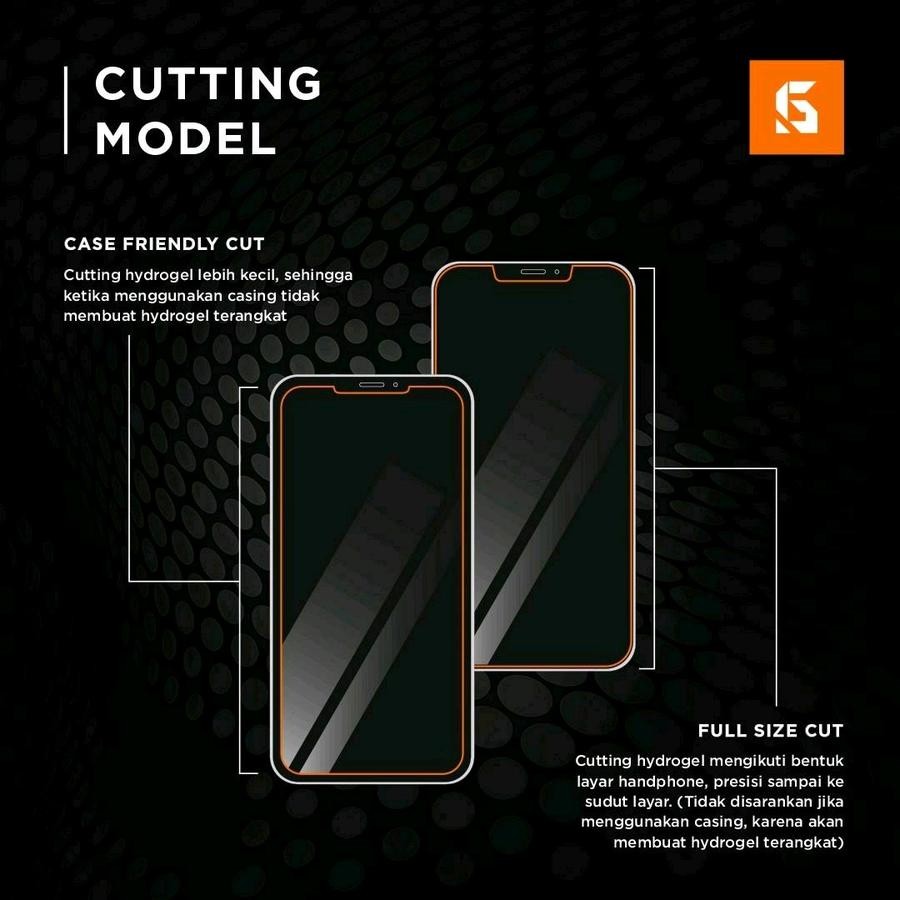 CUTTING
MODEL
CASE FRIENDLY CUT
Cutting hydrogel lebih kecil, sehingga
ketika menggunakan casing tidak
membuat hydrogel terangkat
FULL SIZE CUT
Cutting hydrogel mengikuti bentuk
layar handphone, presisi sampai ke
sudut layar. (Tidak disarankan jika
menggunakan casing, karena akan
membuat hydrogel terangkat)